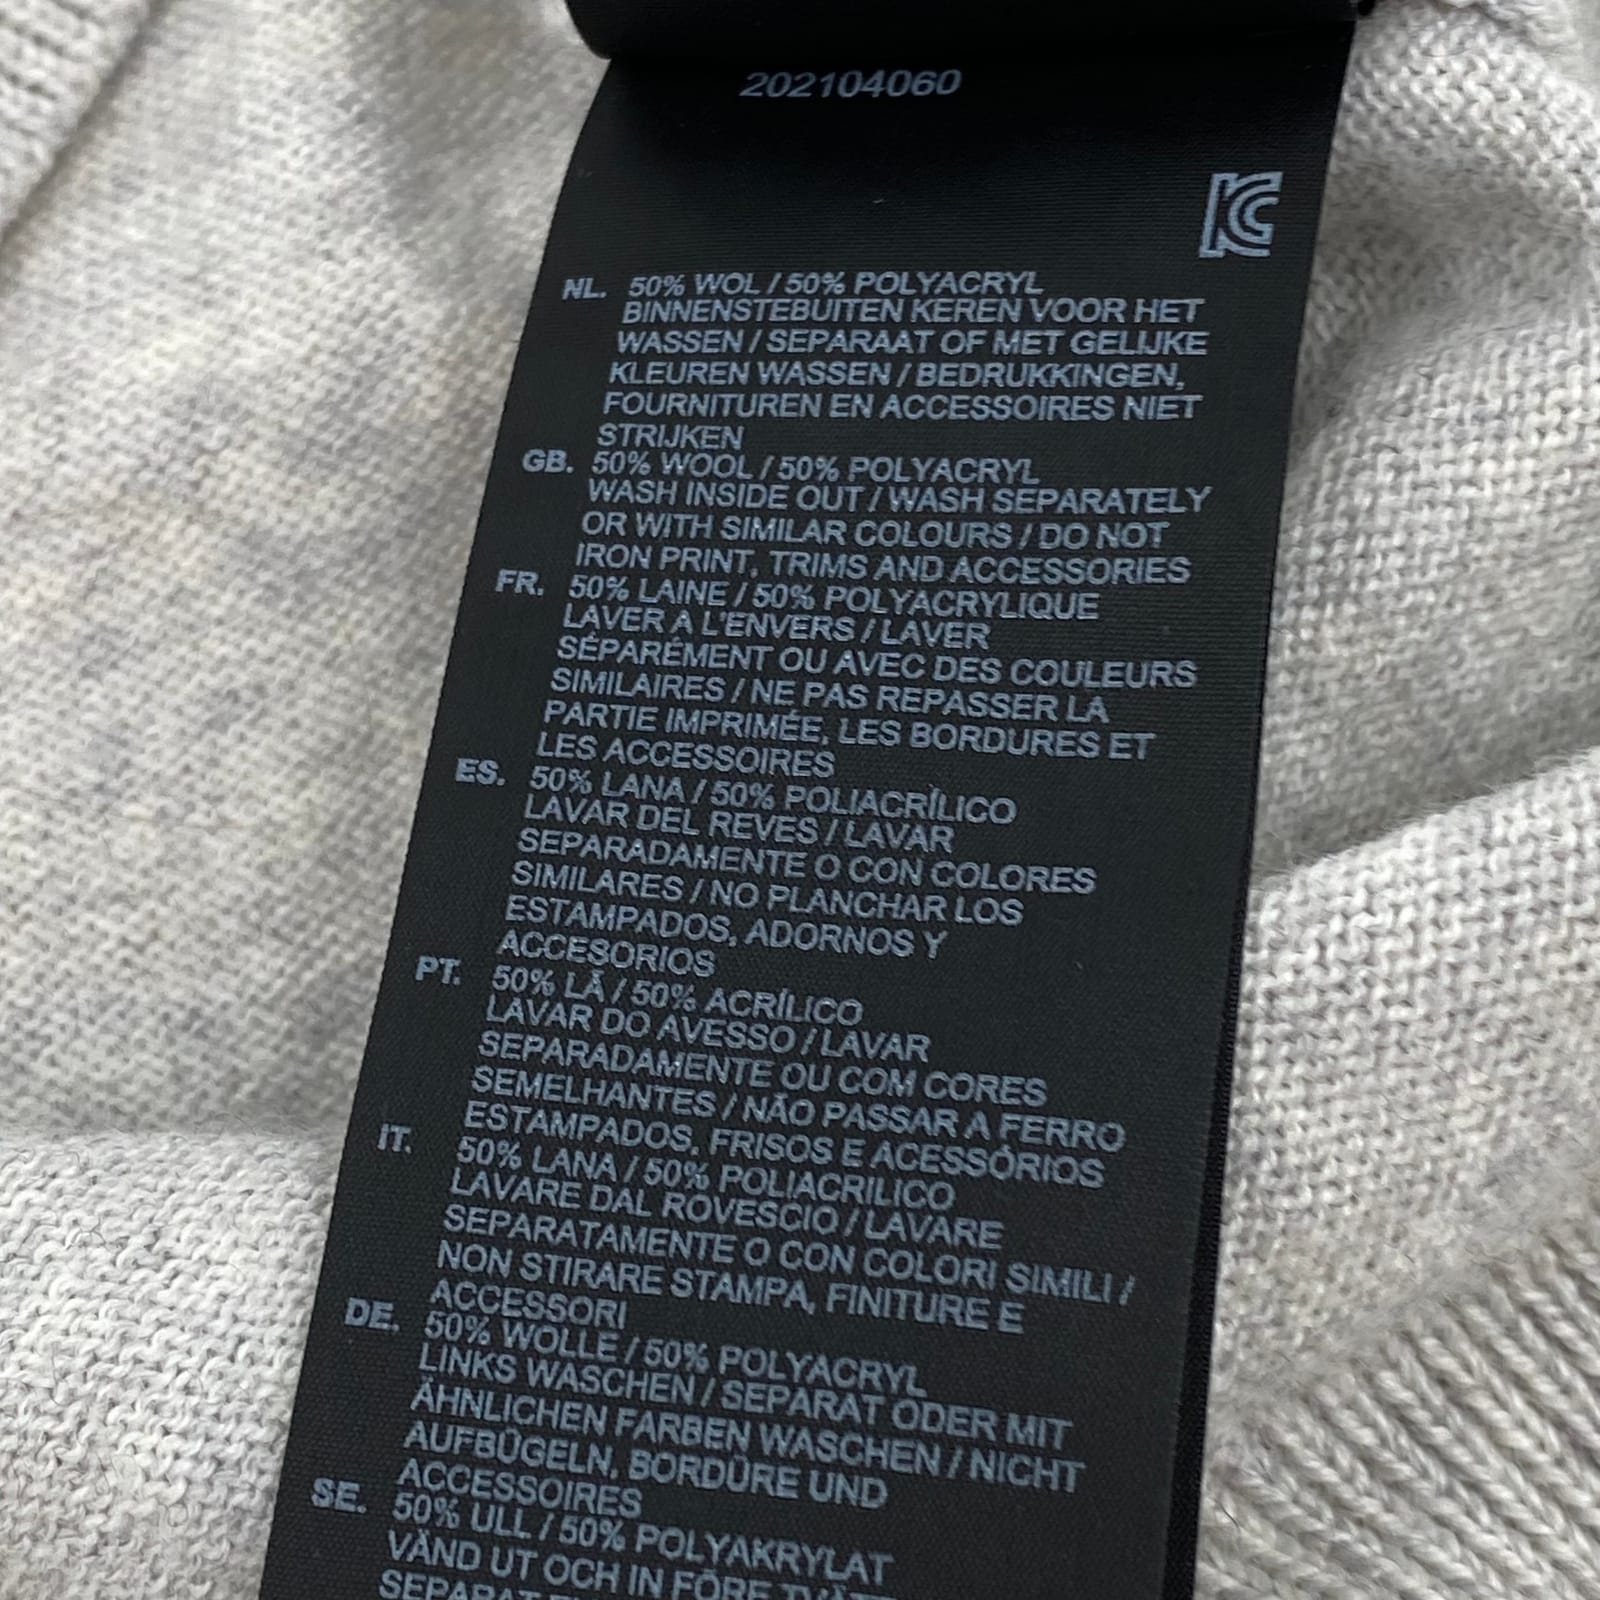 202104060
KC
NL. 50% WOL / 50% POLYACRYL
BINNENSTEBUITEN KEREN VOOR HET
WASSEN / SEPARAAT OF MET GELIJKE
KLEUREN WASSEN / BEDRUKKINGEN,
FOURNITUREN EN ACCESSOIRES NIET
STRIJKEN
GB. 50% WOOL / 50% POLYACRYL
WASH INSIDE OUT / WASH SEPARATELY
OR WITH SIMILAR COLOURS / DO NOT
IRON PRINT, TRIMS AND ACCESSORIES
FR. 50% LAINE / 50% POLYACRYLIQUE
LAVER A L'ENVERS / LAVER
SÉPARÉMENT OU AVEC DES COULEURS
SIMILAIRES / NE PAS REPASSER LA
PARTIE IMPRIMÉE, LES BORDURES ET
LES ACCESSOIRES
ES. 50% LANA / 50% POLIACRÍLICO
LAVAR DEL REVES / LAVAR
SEPARADAMENTE O CON COLORES
SIMILARES / NO PLANCHAR LOS
ESTAMPADOS, ADORNOS Y
ACCESORIOS
PT. 50% LÃ / 50% ACRÍLICO
LAVAR DO AVESSO / LAVAR
SEPARADAMENTE OU COM CORES
SEMELHANTES / NÃO PASSAR A FERRO
ESTAMPADOS, FRISOS E ACESSÓRIOS
IT. 50% LANA / 50% POLIACRILICO
LAVARE DAL ROVESCIO / LAVARE
SEPARATAMENTE O CON COLORI SIMILI /
NON STIRARE STAMPA, FINITURE E
ACCESSORI
DE. 50% WOLLE / 50% POLYACRYL
LINKS WASCHEN / SEPARAT ODER MIT
ÄHNLICHEN FARBEN WASCHEN / NICHT
AUFBÜGELN, BORDÜRE UND
ACCESSOIRES
SE. 50% ULL / 50% POLYAKRYLAT
VÄND UT OCH IN FÖRE TVÄTT
SEPARAT